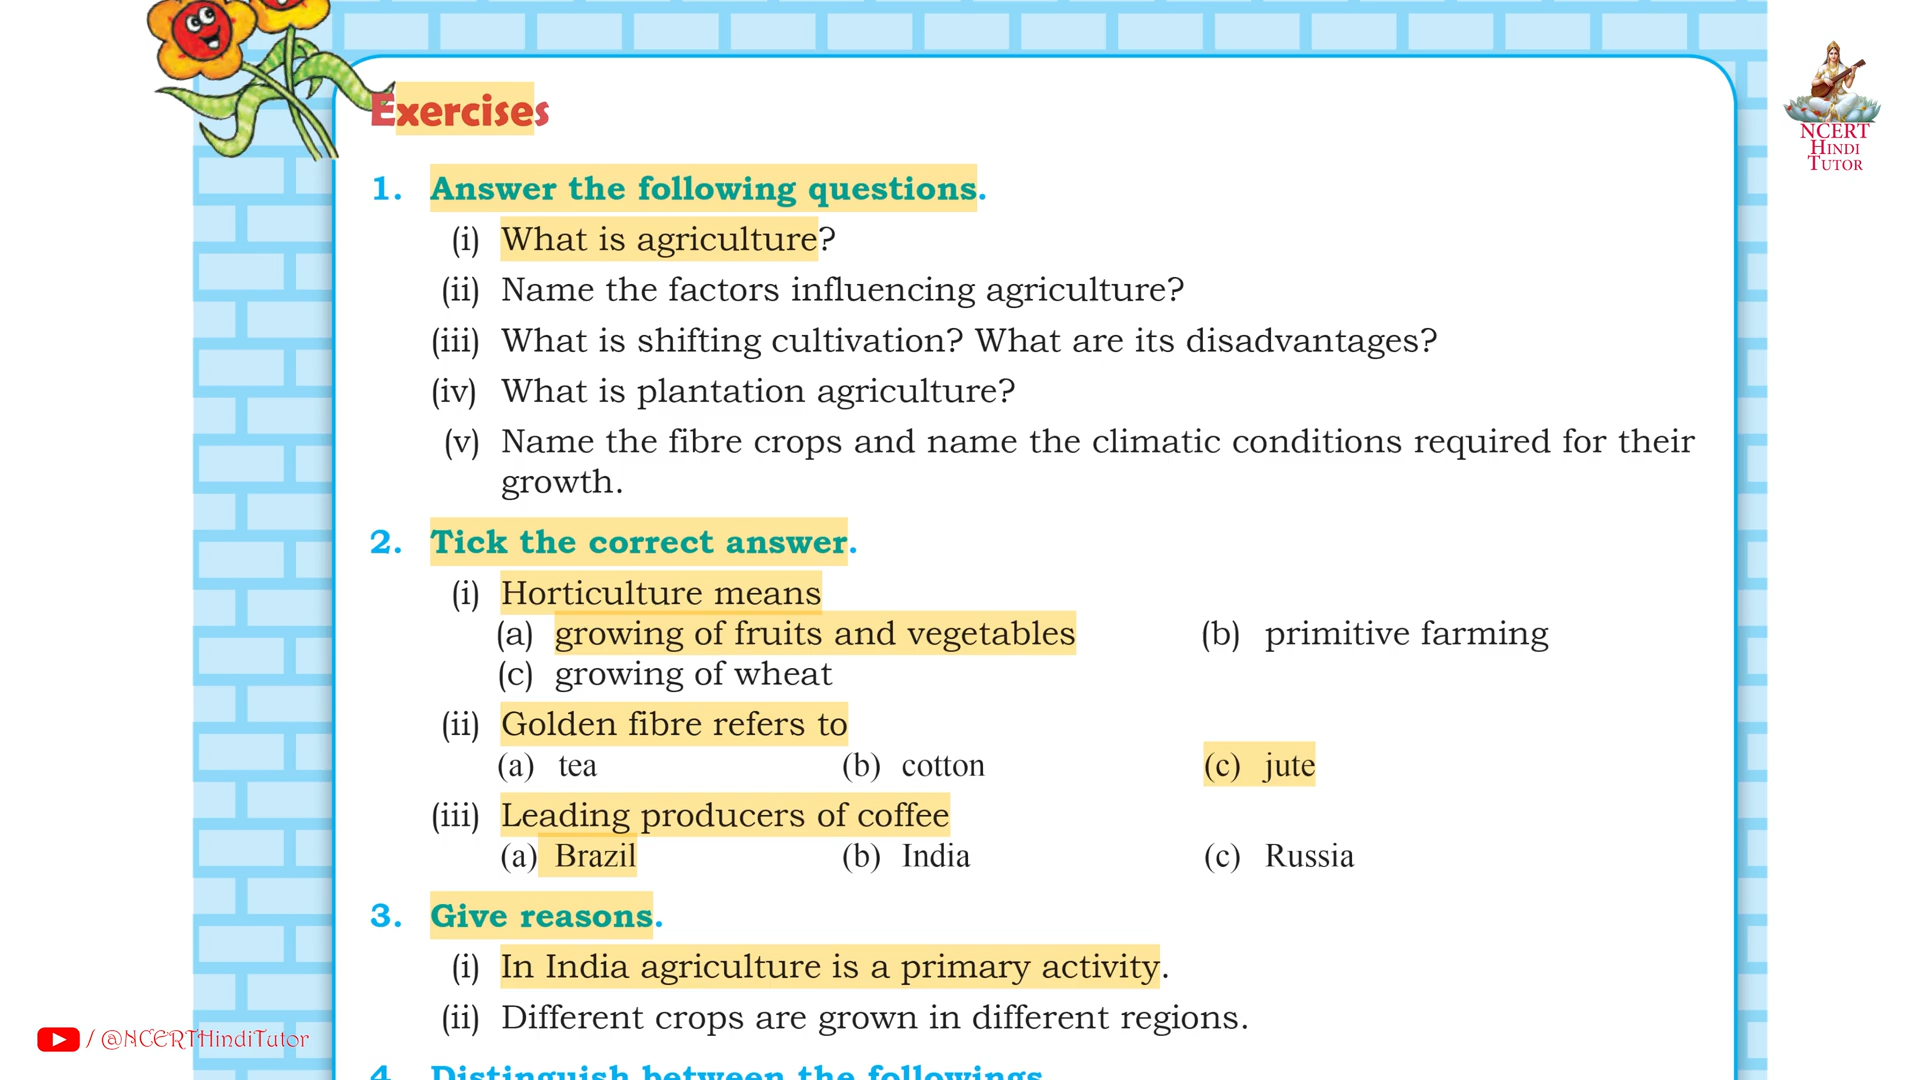 Exercises
NCERT
HINDI
TUTOR
1. Answer the following questions.
(i) What is agriculture?
(ii) Name the factors influencing agriculture?
(iii) What is shifting cultivation? What are its disadvantages?
(iv) What is plantation agriculture?
(v) Name the fibre crops and name the climatic conditions required for their
growth.
2. Tick the correct answer.
(i) Horticulture means
(a) growing of fruits and vegetables (b) primitive farming
(c) growing of wheat
(ii) Golden fibre refers to
(a) tea (b) cotton (c) jute
(iii) Leading producers of coffee
(a) Brazil (b) India (c) Russia
3. Give reasons.
(i) In India agriculture is a primary activity.
(ii) Different crops are grown in different regions.
/ @NCERTHindiTutor
4. Distinguish between the followings